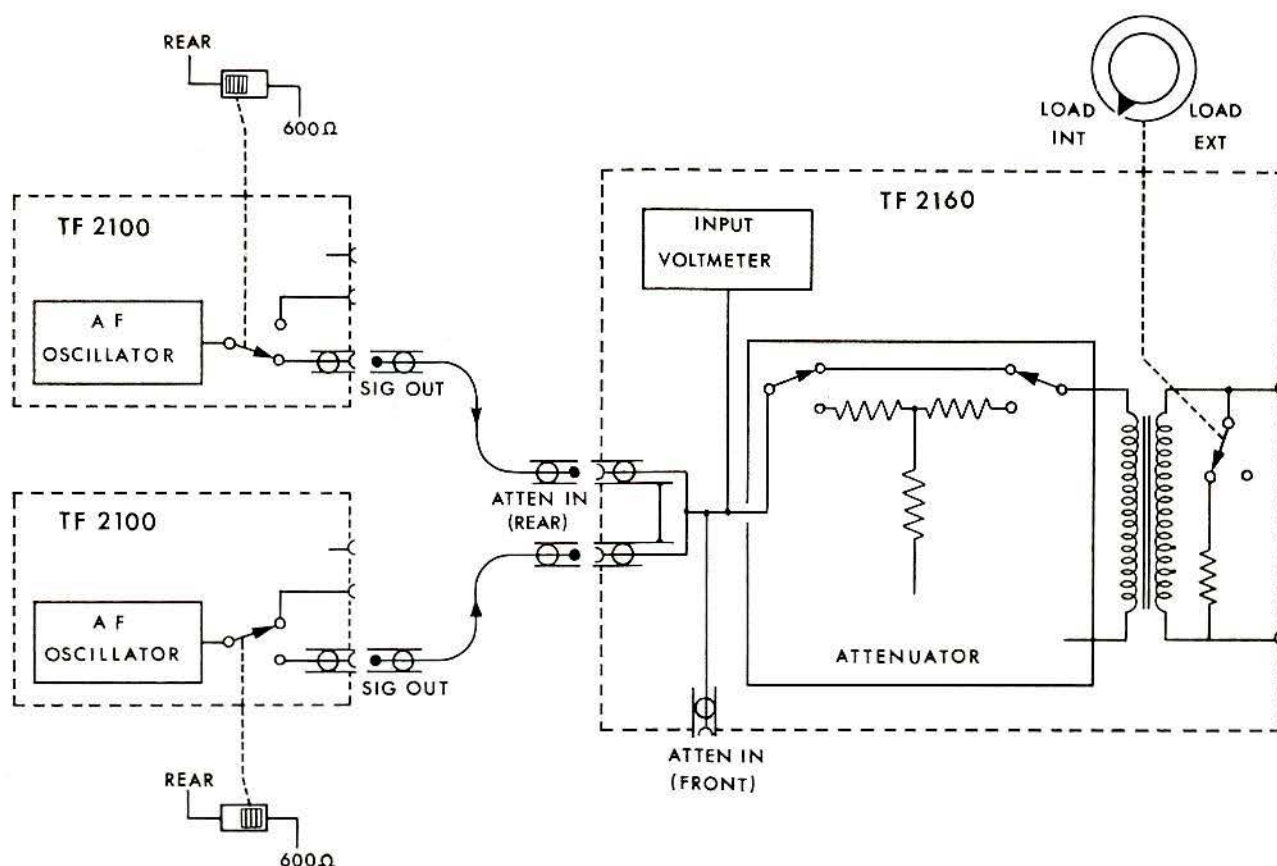 REAR
600Ω
TF 2100
A F
OSCILLATOR
SIG OUT
TF 2100
A F
OSCILLATOR
SIG OUT
REAR
600Ω
ATTEN IN
(REAR)
LOAD
INT
LOAD
EXT
TF 2160
INPUT
VOLTMETER
ATTENUATOR
ATTEN IN
(FRONT)